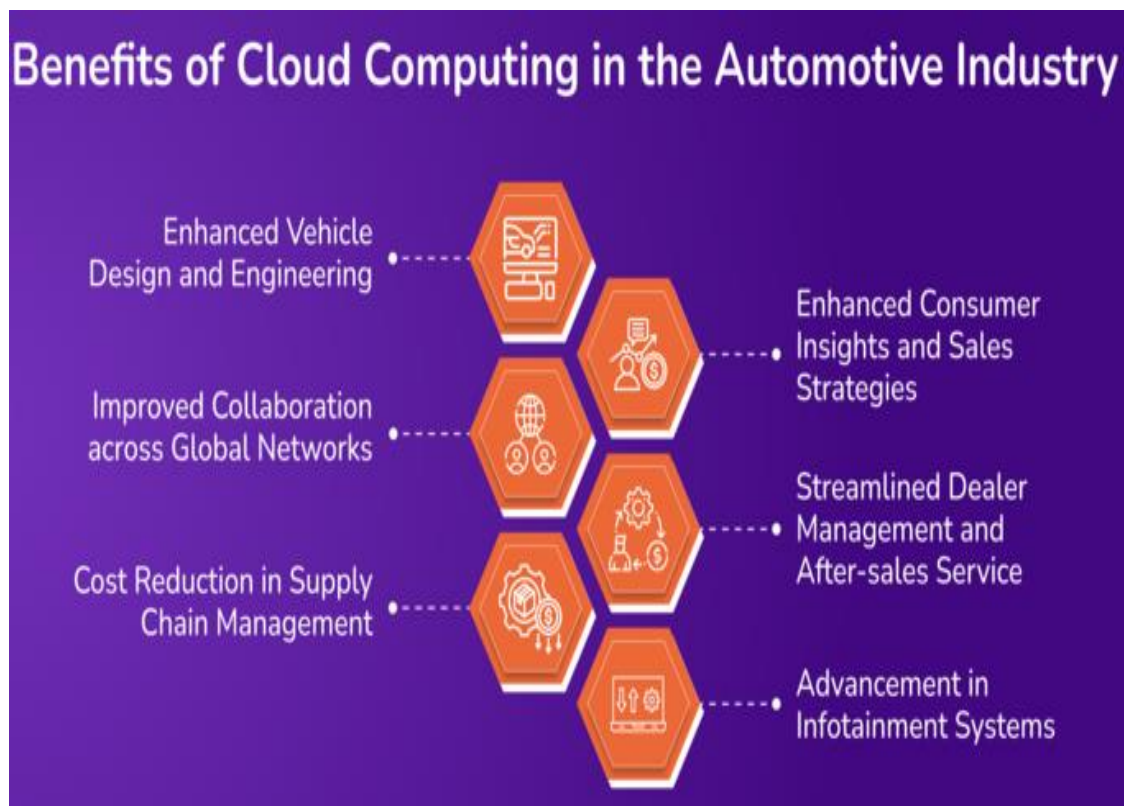 Benefits of Cloud Computing in the Automotive Industry
Enhanced Vehicle
Design and Engineering
Enhanced Consumer
Insights and Sales
Strategies
Improved Collaboration
across Global Networks
Streamlined Dealer
Management and
After-sales Service
Cost Reduction in Supply
Chain Management
Advancement in
Infotainment Systems